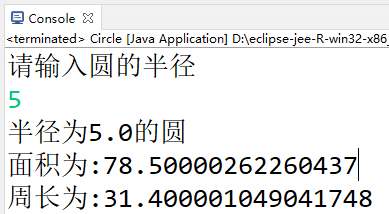 Console
<terminated> Circle [Java Application] D:\eclipse-jee-R-win32-x86_
请输入圆的半径
5
半径为5.0的圆
面积为:78.50000262260437
周长为:31.400001049041748